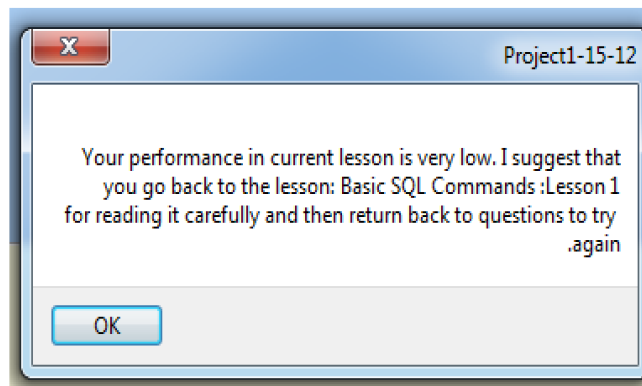 Project1-15-12
Your performance in current lesson is very low. I suggest that
you go back to the lesson: Basic SQL Commands :Lesson 1
for reading it carefully and then return back to questions to try
.again
OK